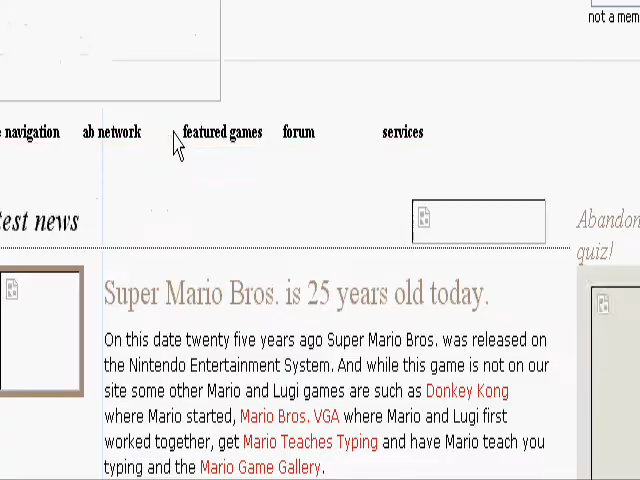 not a mem
navigation ab network featured games forum services
test news
Abandon
quiz!
Super Mario Bros. is 25 years old today.
On this date twenty five years ago Super Mario Bros. was released on
the Nintendo Entertainment System. And while this game is not on our
site some other Mario and Lugi games are such as Donkey Kong
where Mario started, Mario Bros. VGA where Mario and Lugi first
worked together, get Mario Teaches Typing and have Mario teach you
typing and the Mario Game Gallery.